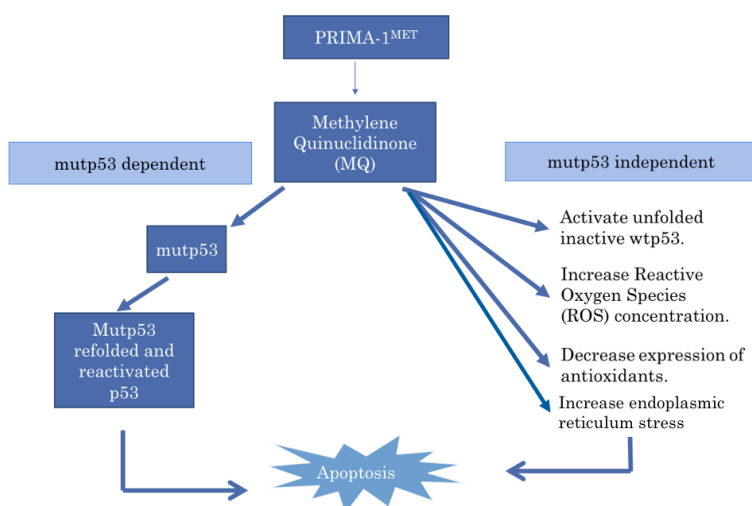 PRIMA-1ᴹᴱᵀ
Methylene
Quinuclidinone
(MQ)
mutp53 dependent
mutp53 independent
mutp53
Mutp53
refolded and
reactivated
p53
Activate unfolded
inactive wtp53.
Increase Reactive
Oxygen Species
(ROS) concentration.
Decrease expression of
antioxidants.
Increase endoplasmic
reticulum stress
Apoptosis